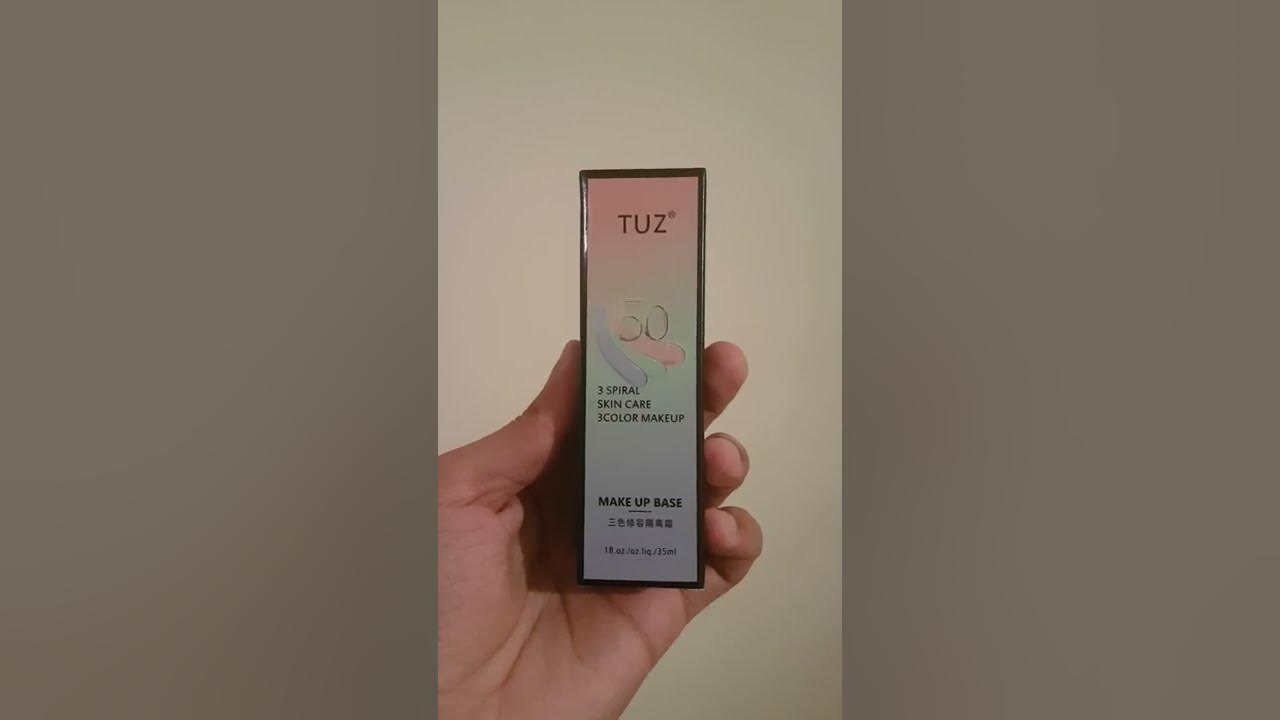 TUZ®
50
3 SPIRAL
SKIN CARE
3COLOR MAKEUP
MAKE UP BASE
三色修容隔离霜
1fl.oz./oz.liq./35ml